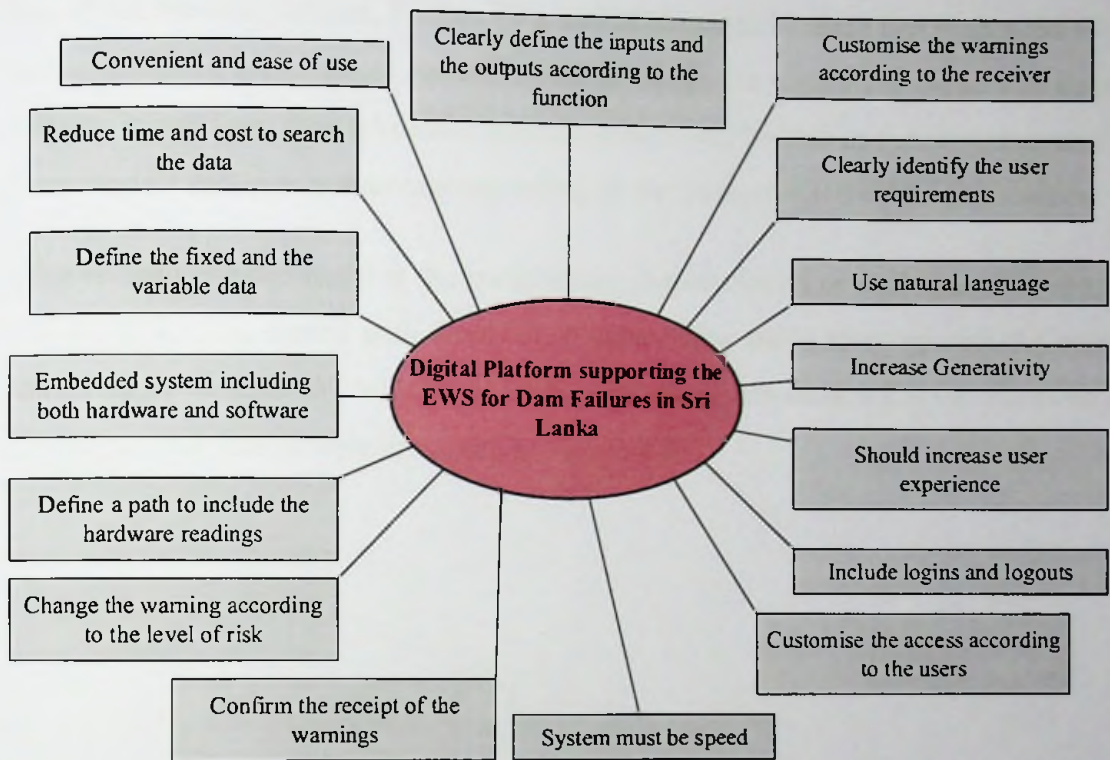 Convenient and ease of use
Clearly define the inputs and
the outputs according to the
function
Customise the warnings
according to the receiver
Reduce time and cost to search
the data
Clearly identify the user
requirements
Define the fixed and the
variable data
Use natural language
Digital Platform supporting the
EWS for Dam Failures in Sri
Lanka
Embedded system including
both hardware and software
Increase Generativity
Should increase user
experience
Define a path to include the
hardware readings
Include logins and logouts
Change the warning according
to the level of risk
Customise the access according
to the users
Confirm the receipt of the
warnings
System must be speed